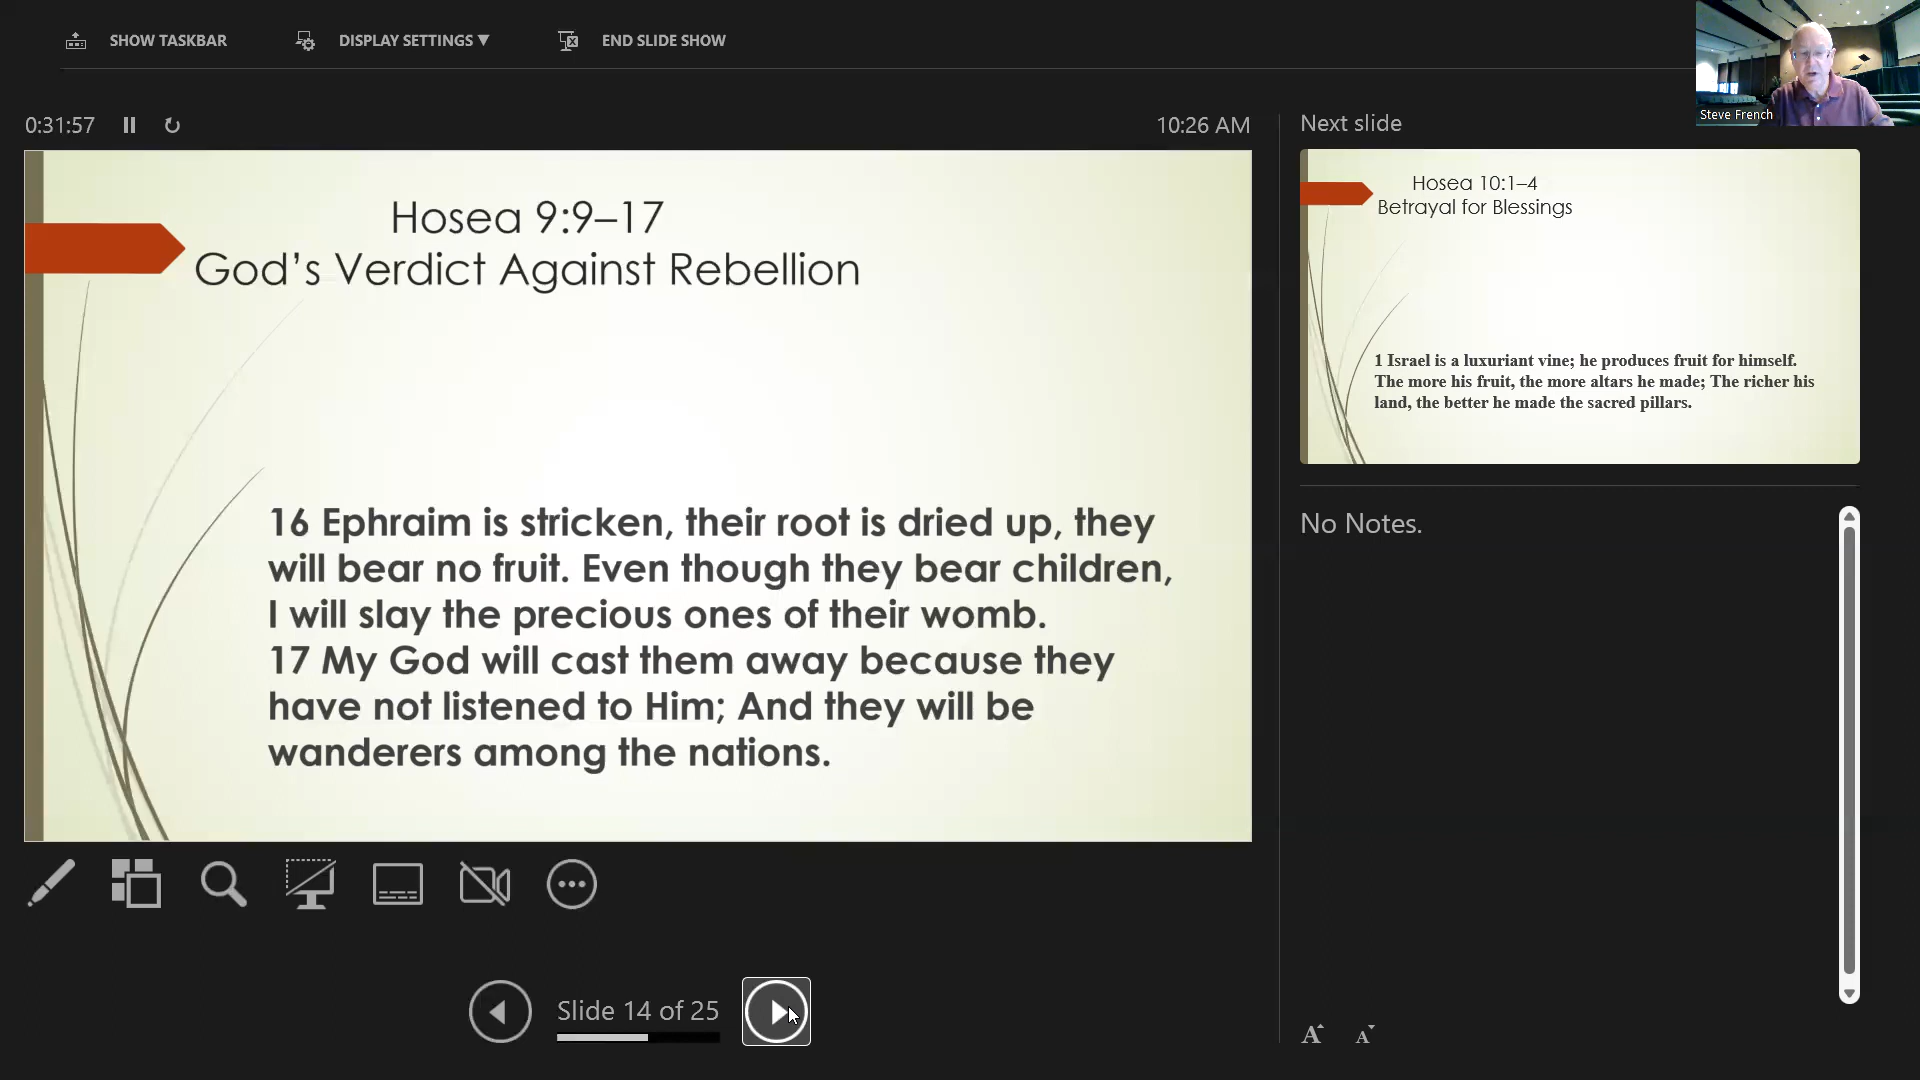 SHOW TASKBAR
DISPLAY SETTINGS ▼
END SLIDE SHOW
Steve French
0:31:57
10:26 AM
Next slide
Hosea 9:9–17
God’s Verdict Against Rebellion
16 Ephraim is stricken, their root is dried up, they
will bear no fruit. Even though they bear children,
I will slay the precious ones of their womb.
17 My God will cast them away because they
have not listened to Him; And they will be
wanderers among the nations.
Hosea 10:1–4
Betrayal for Blessings
1 Israel is a luxuriant vine; he produces fruit for himself.
The more his fruit, the more altars he made; The richer his
land, the better he made the sacred pillars.
No Notes.
Slide 14 of 25
A A